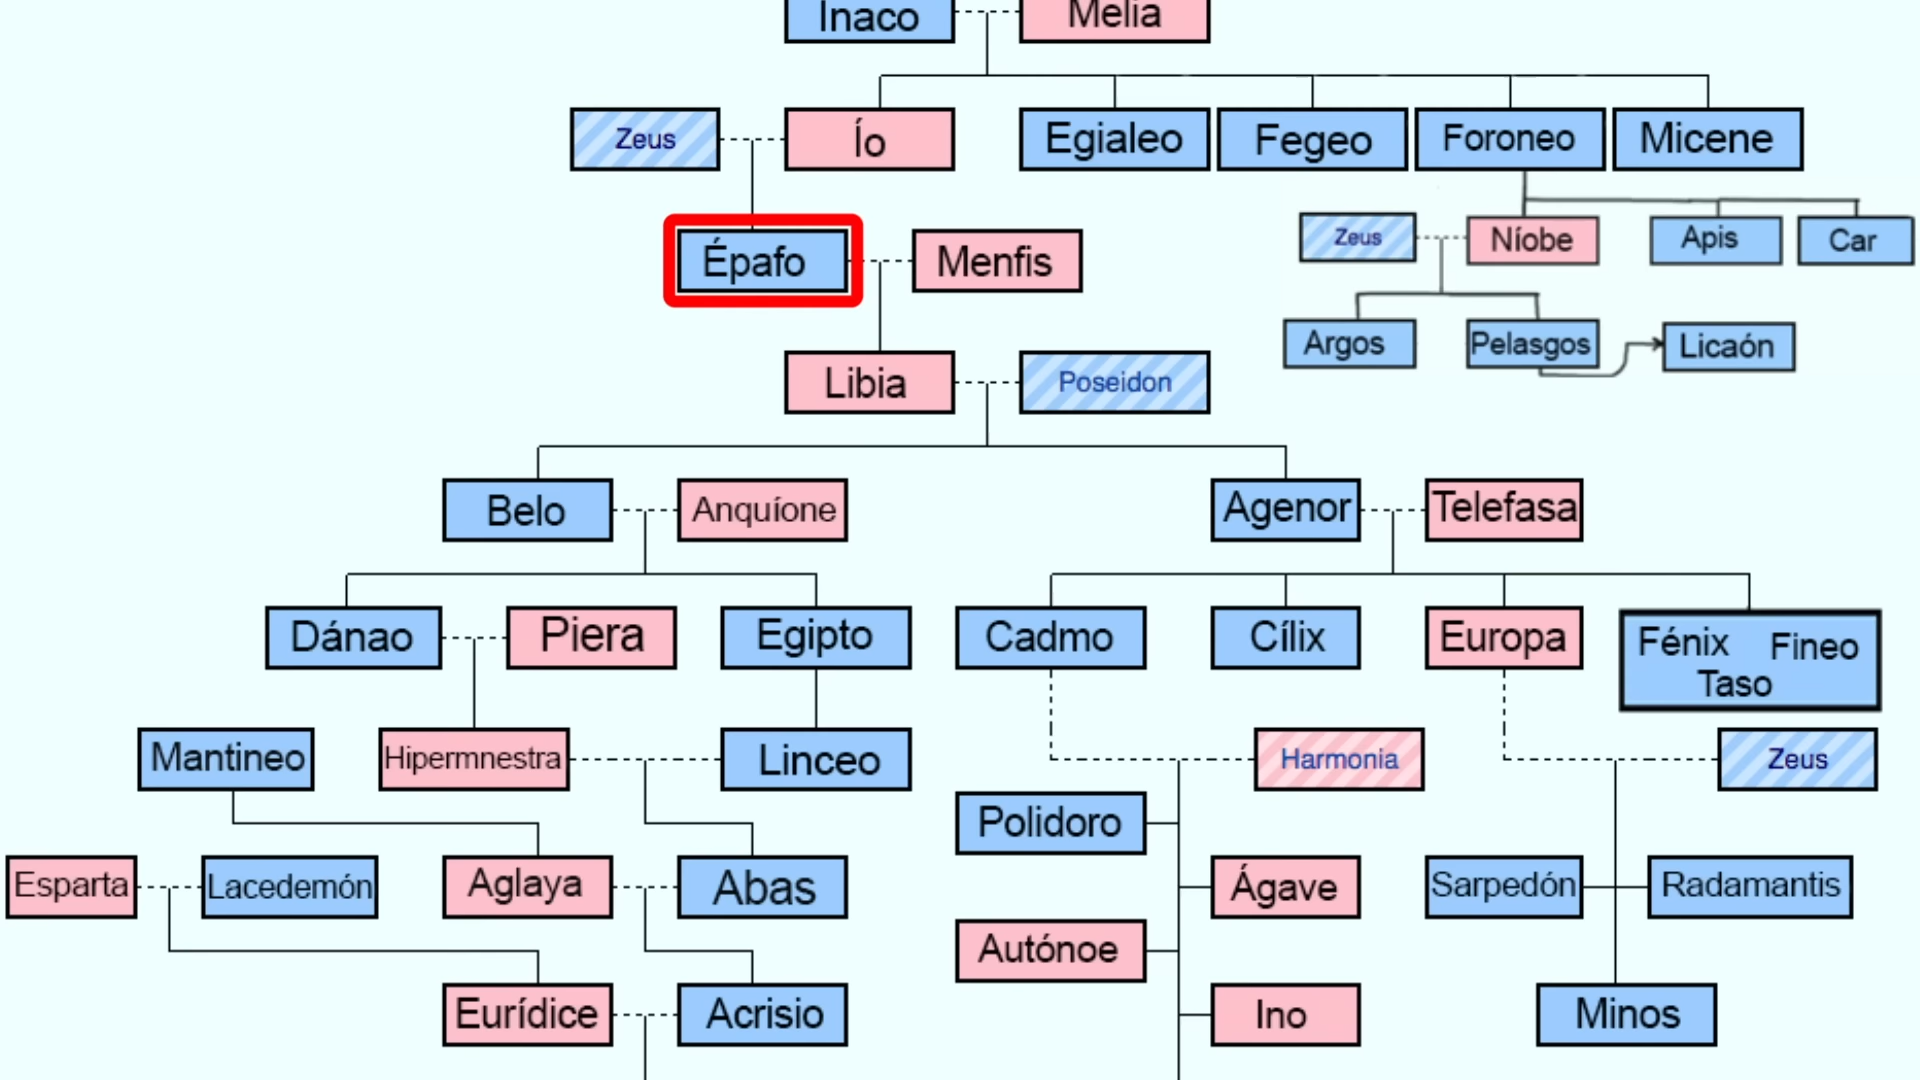 Inaco
Melia
Zeus
Ío
Egialeo
Fegeo
Foroneo
Micene
Zeus
Níobe
Apis
Car
Épafo
Menfis
Argos
Pelasgos
Licaón
Libia
Poseidon
Belo
Anquíone
Agenor
Telefasa
Dánao
Piera
Egipto
Cadmo
Cílix
Europa
Fénix Fineo
Taso
Mantineo
Hipermnestra
Linceo
Harmonia
Zeus
Polidoro
Esparta
Lacedemón
Aglaya
Abas
Ágave
Sarpedón
Radamantis
Autónoe
Eurídice
Acrisio
Ino
Minos